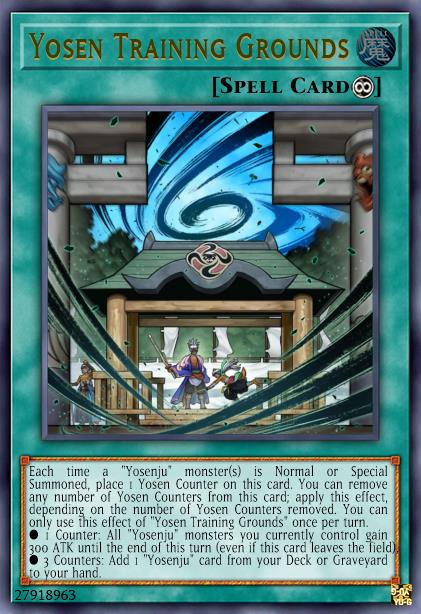 Yosen Training Grounds
魔
[Spell Card]
Each time a "Yosenju" monster(s) is Normal or Special
Summoned, place 1 Yosen Counter on this card. You can remove
any number of Yosen Counters from this card; apply this effect,
depending on the number of Yosen Counters removed. You can
only use this effect of "Yosen Training Grounds" once per turn.
● 1 Counter: All "Yosenju" monsters you currently control gain
300 ATK until the end of this turn (even if this card leaves the field).
● 3 Counters: Add 1 "Yosenju" card from your Deck or Graveyard
to your hand.
27918963